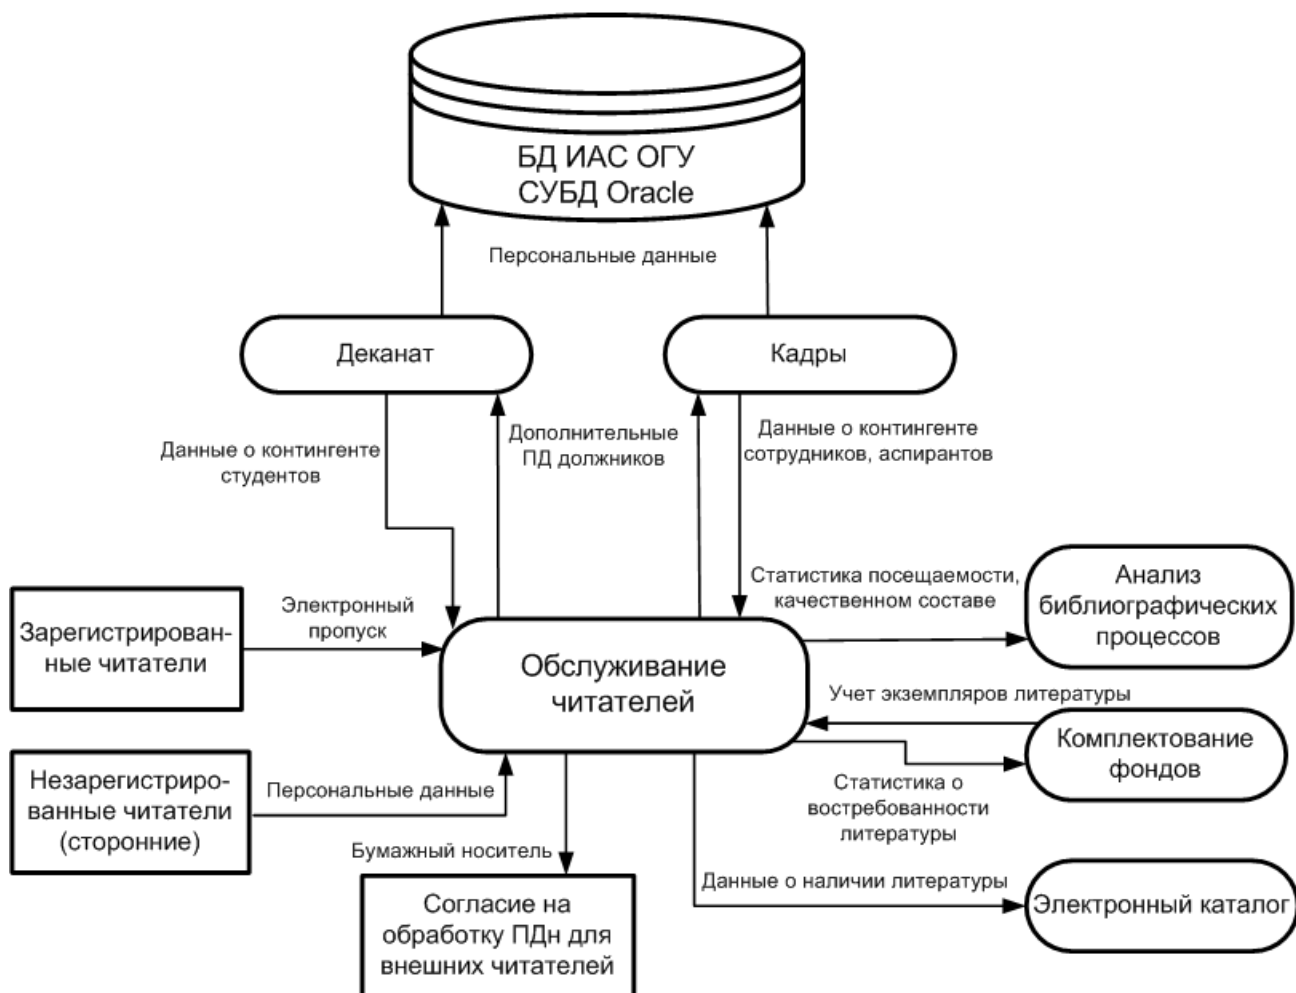 БД ИАС ОГУ
СУБД Oracle
Персональные данные
Деканат
Кадры
Данные о контингенте
студентов
Дополнительные
ПД должников
Данные о контингенте
сотрудников, аспирантов
Зарегистрирован-
ные читатели
Электронный
пропуск
Обслуживание
читателей
Статистика посещаемости,
качественном составе
Анализ
библиографических
процессов
Учет экземпляров литературы
Комплектование
фондов
Статистика о
востребованности
литературы
Незарегистриро-
ванные читатели
(сторонние)
Персональные данные
Бумажный носитель
Согласие на
обработку ПДн для
внешних читателей
Данные о наличии литературы
Электронный каталог